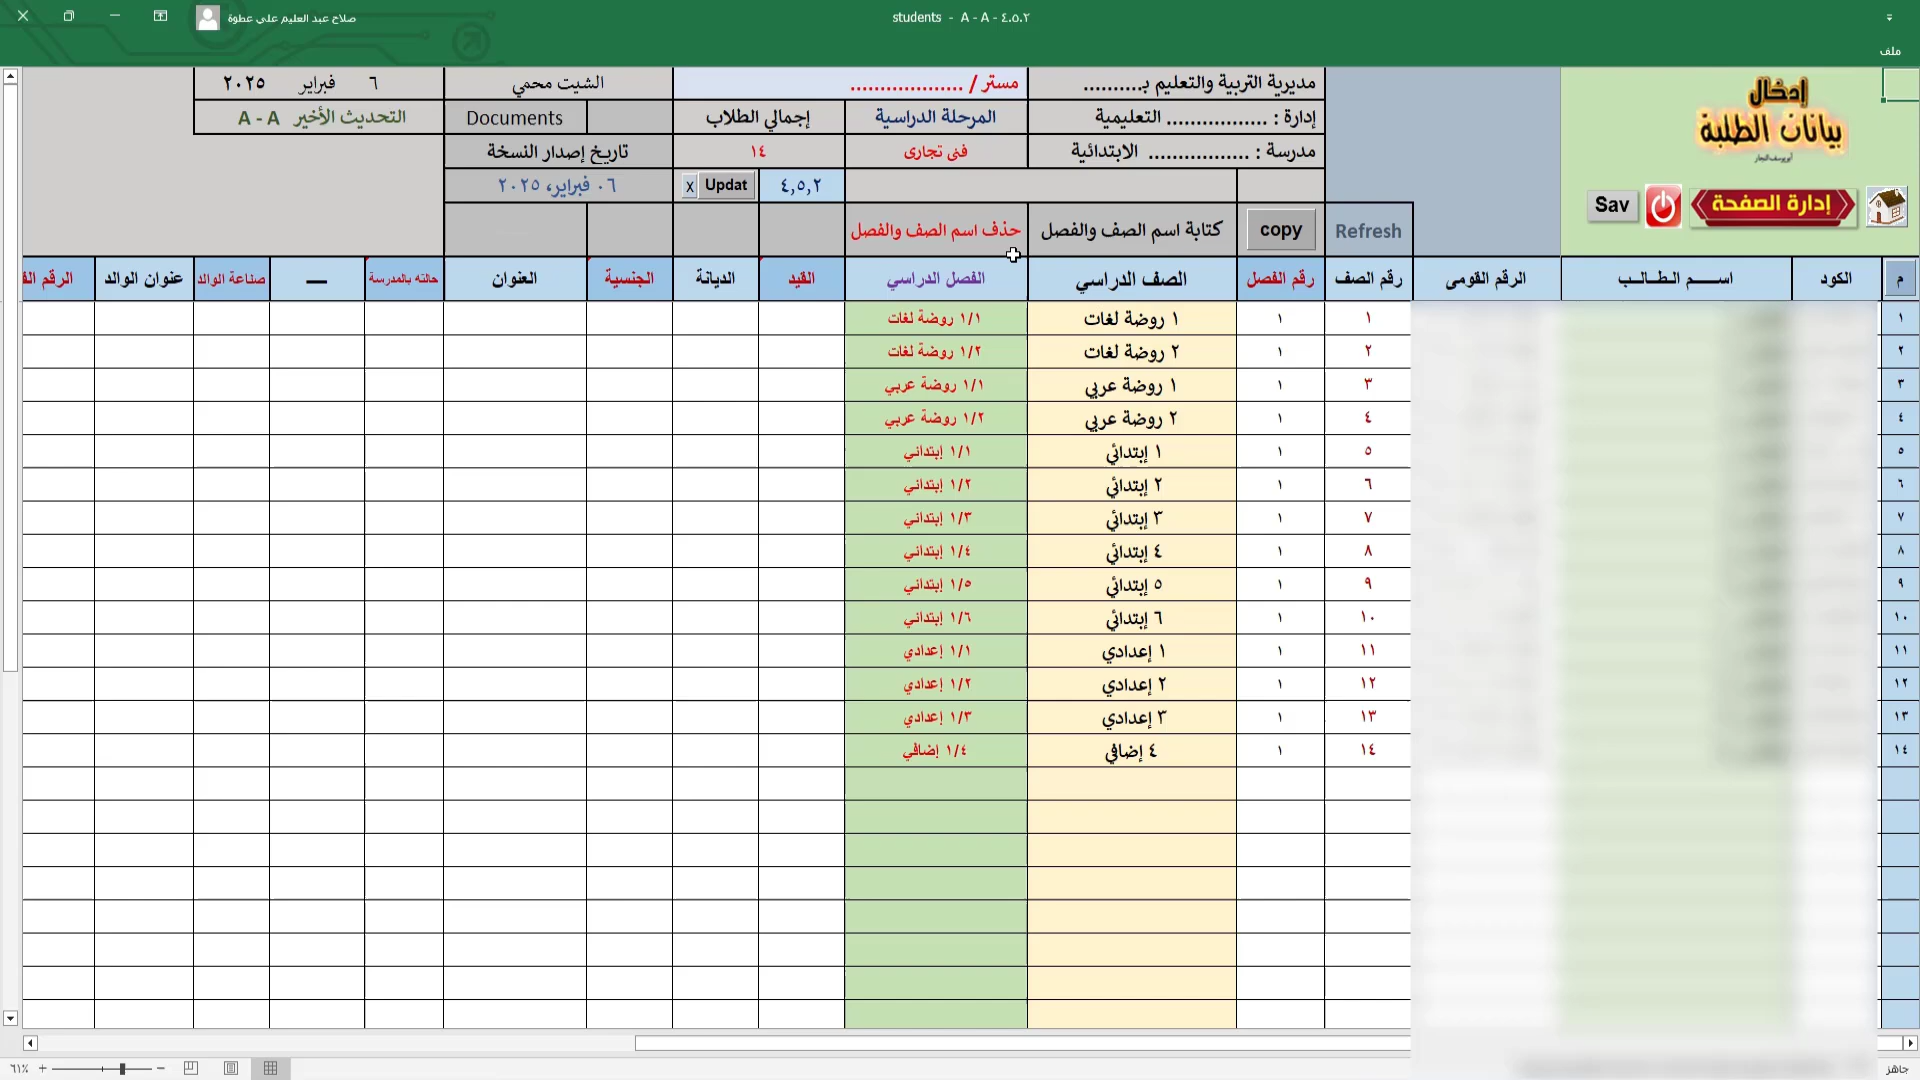 students - A - A - ٤.٥.٢
صلاح عبد العليم علي عطوة
ملف
إدخال
بيانات الطلبة
إدارة الصفحة
Sav
مديرية التربية والتعليم بـ..........
مستر / ...................
الشيت محمي
٦ فبراير ٢٠٢٥
إدارة : ................. التعليمية
المرحلة الدراسية
إجمالي الطلاب
Documents
التحديث الأخير A - A
مدرسة : ................. الابتدائية
فنى تجارى
١٤
تاريخ إصدار النسخة
٤,٥,٢
Updat
x
٠٦ فبراير، ٢٠٢٥
Refresh
copy
كتابة اسم الصف والفصل
حذف اسم الصف والفصل
م الكود اســــم الـطـالــب الرقم القومى رقم الصف رقم الفصل الصف الدراسي الفصل الدراسي القيد الديانة الجنسية العنوان حالته بالمدرسة — صناعة الوالد عنوان الوالد الرقم
١ ١ ١ ١ روضة لغات ١/١ روضة لغات
٢ ٢ ١ ٢ روضة لغات ١/٢ روضة لغات
٣ ٣ ١ ١ روضة عربي ١/١ روضة عربي
٤ ٤ ١ ٢ روضة عربي ١/٢ روضة عربي
٥ ٥ ١ ١ إبتدائي ١/١ إبتدائي
٦ ٦ ١ ٢ إبتدائي ١/٢ إبتدائي
٧ ٧ ١ ٣ إبتدائي ١/٣ إبتدائي
٨ ٨ ١ ٤ إبتدائي ١/٤ إبتدائي
٩ ٩ ١ ٥ إبتدائي ١/٥ إبتدائي
١٠ ١٠ ١ ٦ إبتدائي ١/٦ إبتدائي
١١ ١١ ١ ١ إعدادي ١/١ إعدادي
١٢ ١٢ ١ ٢ إعدادي ١/٢ إعدادي
١٣ ١٣ ١ ٣ إعدادي ١/٣ إعدادي
١٤ ١٤ ١ ٤ إضافي ١/٤ إضافي
جاهز
٦١%